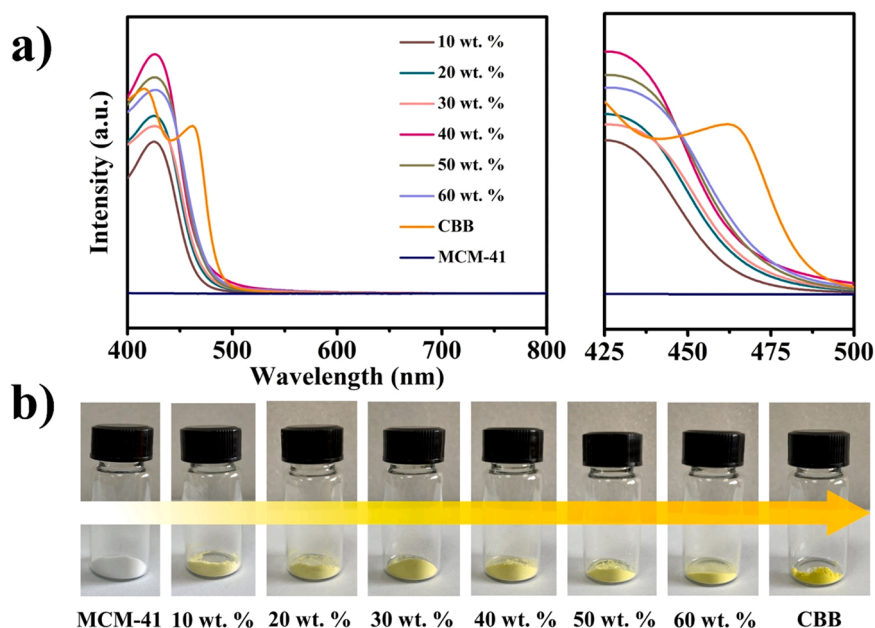 a)
Intensity (a.u.)
10 wt. %
20 wt. %
30 wt. %
40 wt. %
50 wt. %
60 wt. %
CBB
MCM-41
400 500 600 700 800
425 450 475 500
Wavelength (nm)
b)
MCM-41 10 wt. % 20 wt. % 30 wt. % 40 wt. % 50 wt. % 60 wt. % CBB